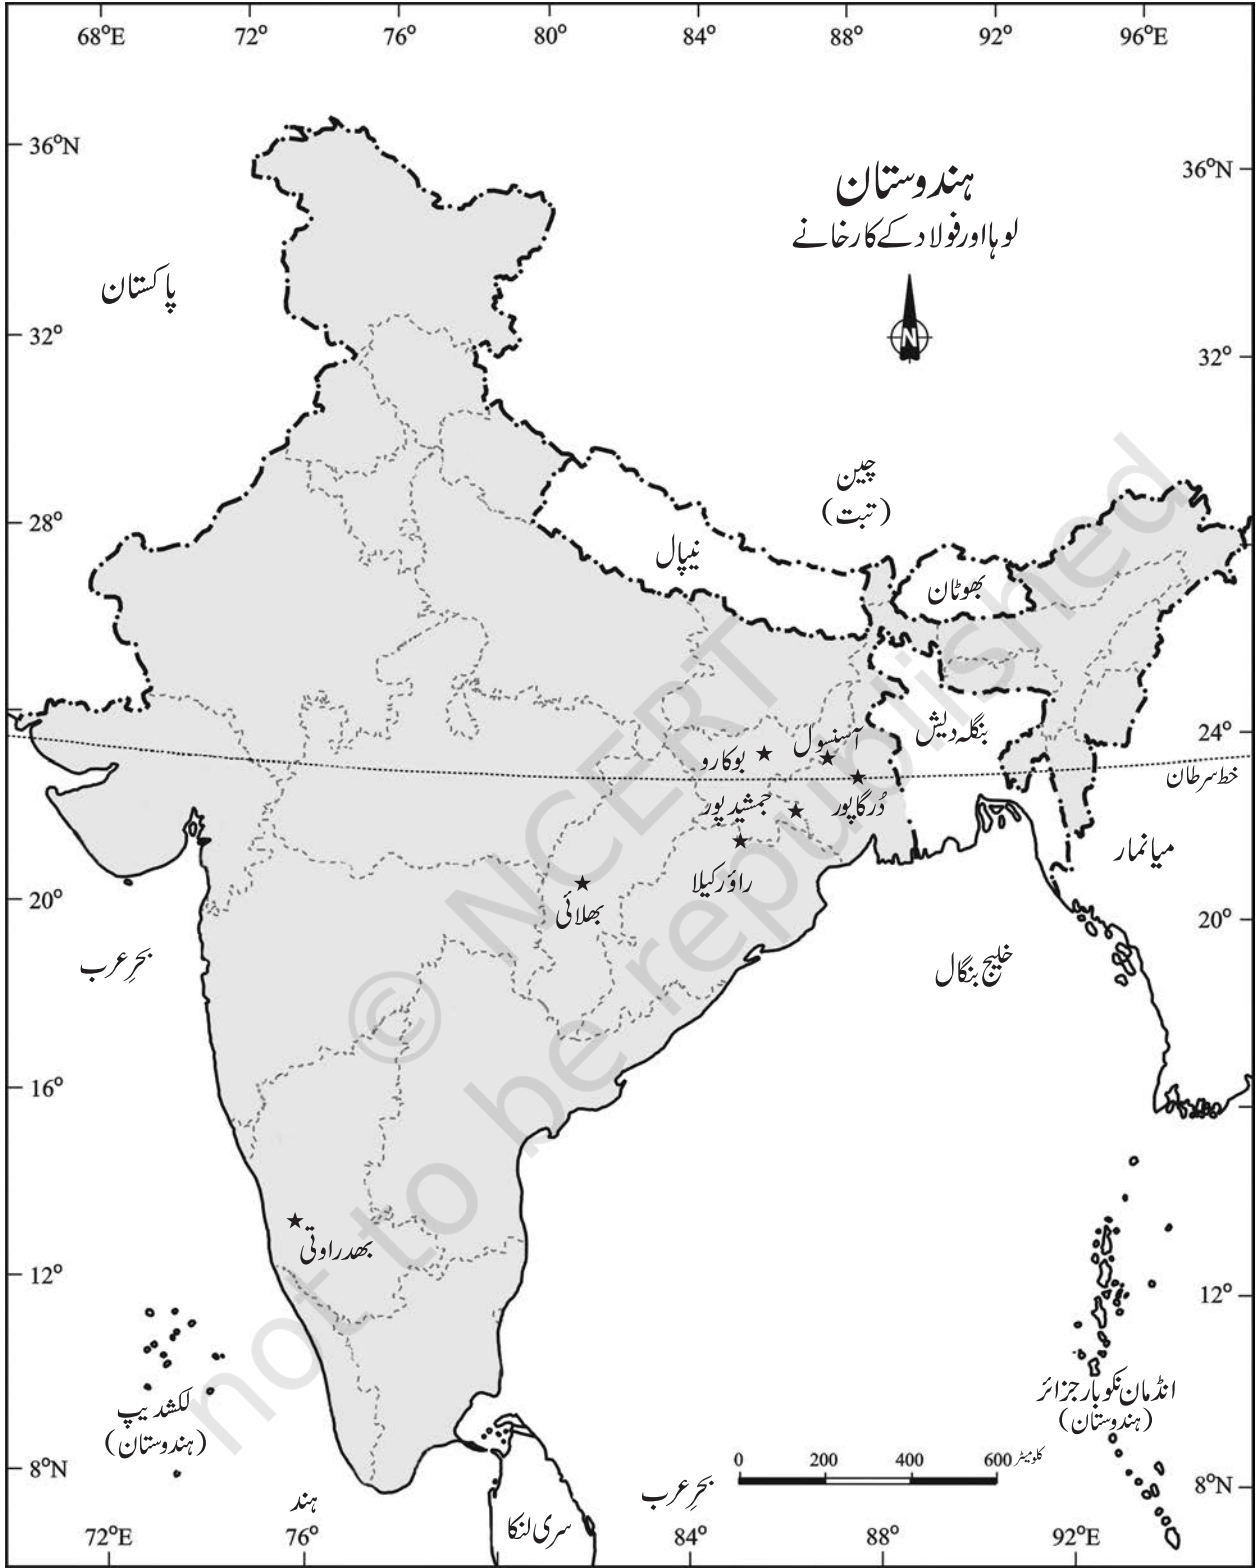 68°E 72° 76° 80° 84° 88° 92° 96°E
36°N
36°N
ہندوستان
لوہا اور فولاد کے کارخانے
پاکستان
N
32°
32°
چین
(تبت)
28°
نیپال
بھوٹان
بنگلہ دیش
24°
آسنسول
بوکارو
خط سرطان
جمشید پور
دُرگاپور
میانمار
راؤرکیلا
20°
بھلائی
20°
بحرِ عرب
خلیج بنگال
16°
بھدراوتی
12°
12°
لکشدیپ
(ہندوستان)
انڈمان نکوبار جزائر
(ہندوستان)
0 200 400 600 کلومیٹر
8°N
8°N
بحرِ عرب
ہند
سری لنکا
72°E 76° 84° 88° 92°E
© NCERT
not to be republished